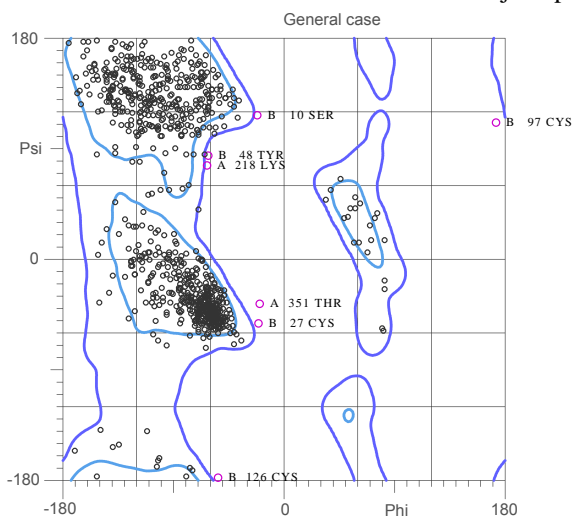 General case
180
B 10 SER
B 97 CYS
Psi
B 48 TYR
A 218 LYS
0
A 351 THR
B 27 CYS
B 126 CYS
-180
-180 0 Phi 180